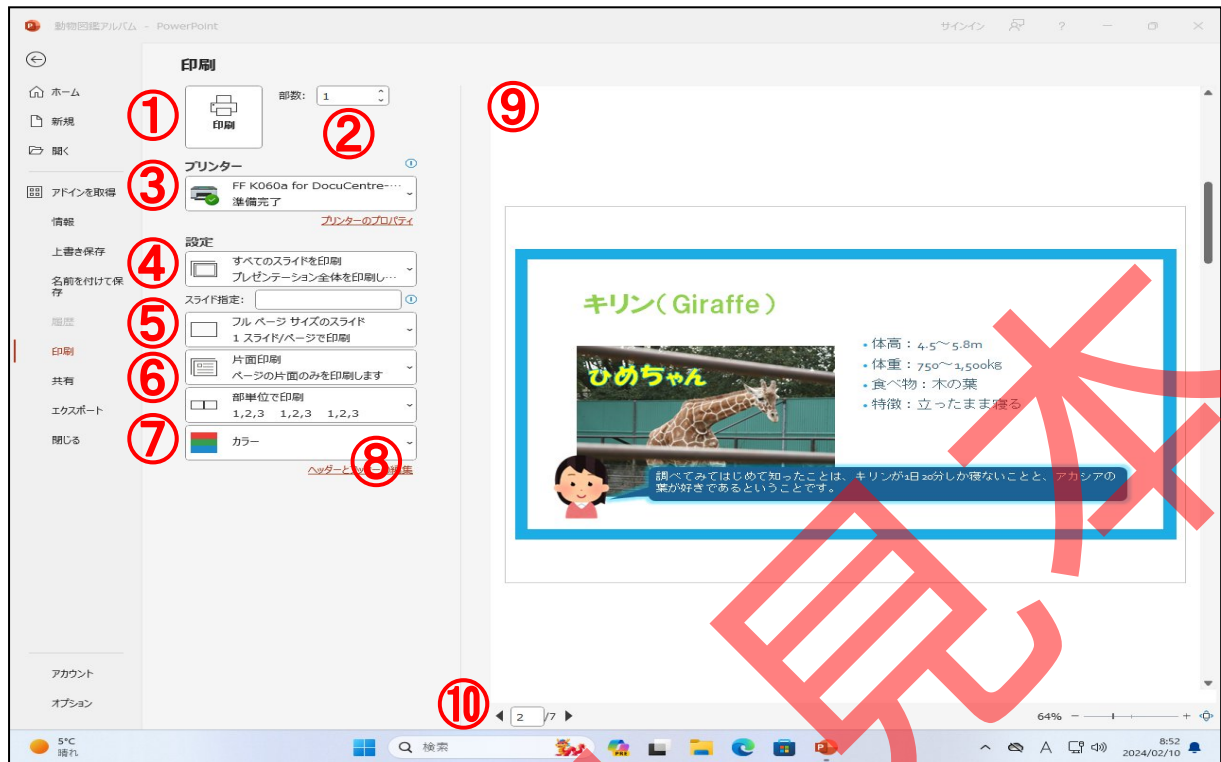 動物図鑑アルバム - PowerPoint
サインイン
?
印刷
ホーム
新規
開く
アドインを取得
情報
上書き保存
名前を付けて保
存
履歴
印刷
共有
エクスポート
閉じる
アカウント
オプション
①
印刷
部数: 1
②
プリンター
③
FF K060a for DocuCentre-…
準備完了
プリンターのプロパティ
設定
④
すべてのスライドを印刷
プレゼンテーション全体を印刷し…
スライド指定:
⑤
フル ページ サイズのスライド
1 スライド/ページで印刷
⑥
片面印刷
ページの片面のみを印刷します
部単位で印刷
1,2,3 1,2,3 1,2,3
⑦
カラー
⑧
ヘッダーとフッターの編集
⑨
キリン(Giraffe)
ひめちゃん
•体高：4.5～5.8m
•体重：750～1,500kg
•食べ物：木の葉
•特徴：立ったまま寝る
調べてみてはじめて知ったことは、キリンが1日20分しか寝ないことと、アカシアの
葉が好きであるということです。
見本
⑩
2 /7
64%
5°C
晴れ
検索
A
8:52
2024/02/10